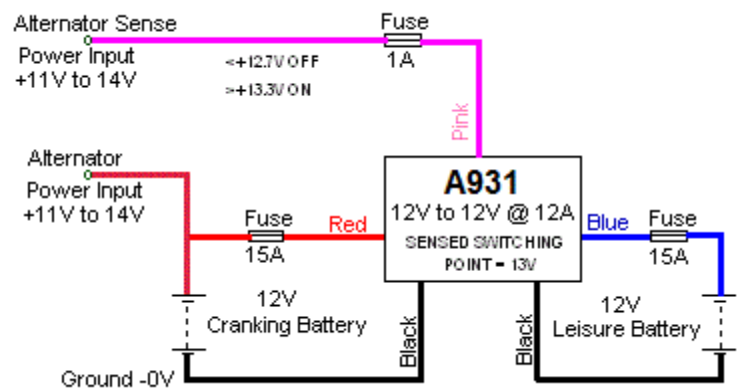 Alternator Sense
Power Input
+11V to 14V
<+12.7V OFF
>+13.3V ON
Fuse
1A
Pink
Alternator
Power Input
+11V to 14V
Fuse
15A
Red
A931
12V to 12V @ 12A
SENSED SWITCHING
POINT = 13V
Blue
Fuse
15A
12V
Cranking Battery
Black
Black
12V
Leisure Battery
Ground -0V